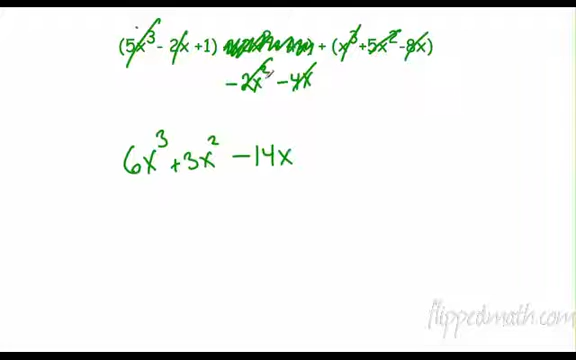 (5x³ - 2x +1) + (x³ +5x² -8x)
-2x² -4x
6x³ +3x² -14x
flippedmath.com